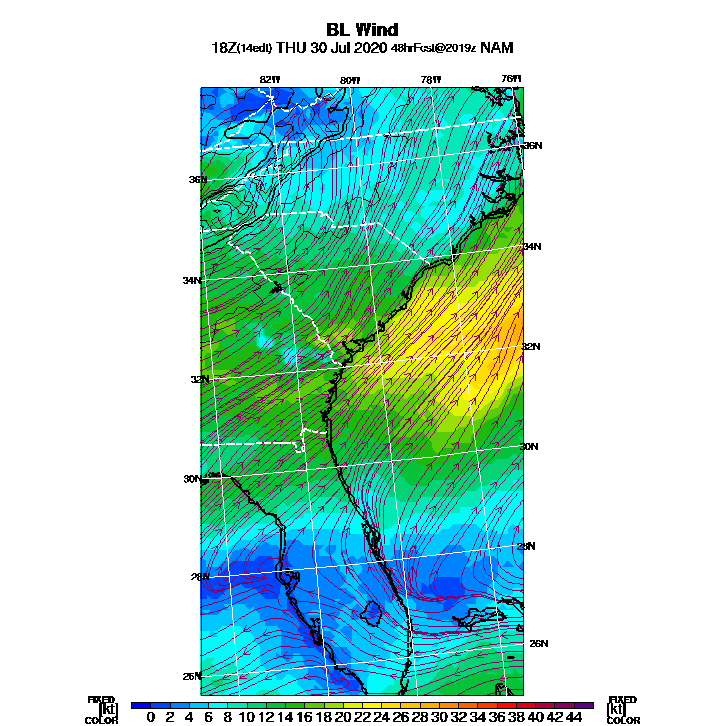 BL Wind
18Z(14edt) THU 30 Jul 2020 48hrFcst@2019z NAM
82W 80W 78W 76W
36N
36N
34N
34N
32N
32N
30N
30N
28N
28N
26N
26N
FIXED FIXED
[kt] 0 2 4 6 8 10 12 14 16 18 20 22 24 26 28 30 32 34 36 38 40 42 44 [kt]
COLOR COLOR